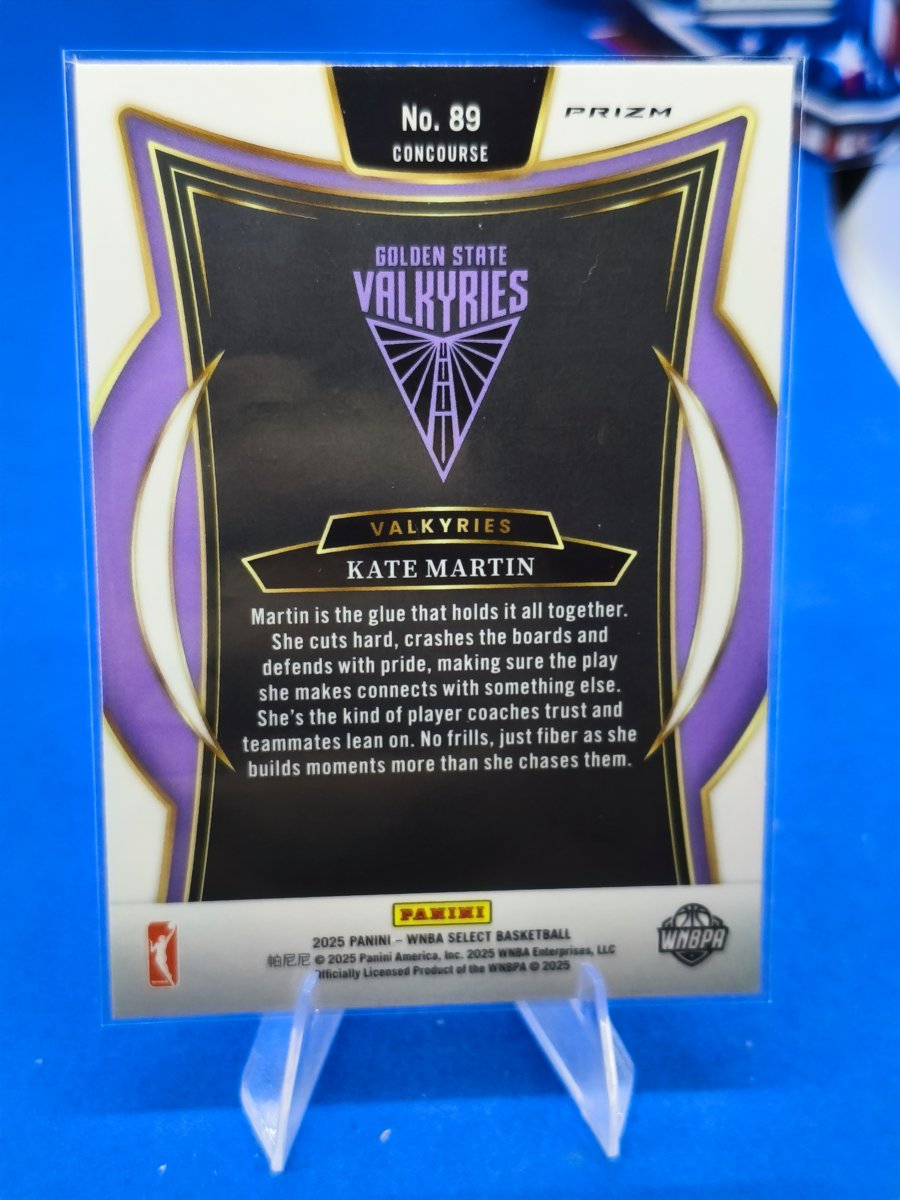 No. 89
PRIZM
CONCOURSE
GOLDEN STATE
VALKYRIES
VALKYRIES
KATE MARTIN
Martin is the glue that holds it all together.
She cuts hard, crashes the boards and
defends with pride, making sure the play
she makes connects with something else.
She's the kind of player coaches trust and
teammates lean on. No frills, just fiber as she
builds moments more than she chases them.
PANINI
2025 PANINI – WNBA SELECT BASKETBALL
帕尼尼 © 2025 Panini America, Inc. 2025 WNBA Enterprises, LLC
Officially Licensed Product of the WNBPA © 2025
WNBPA